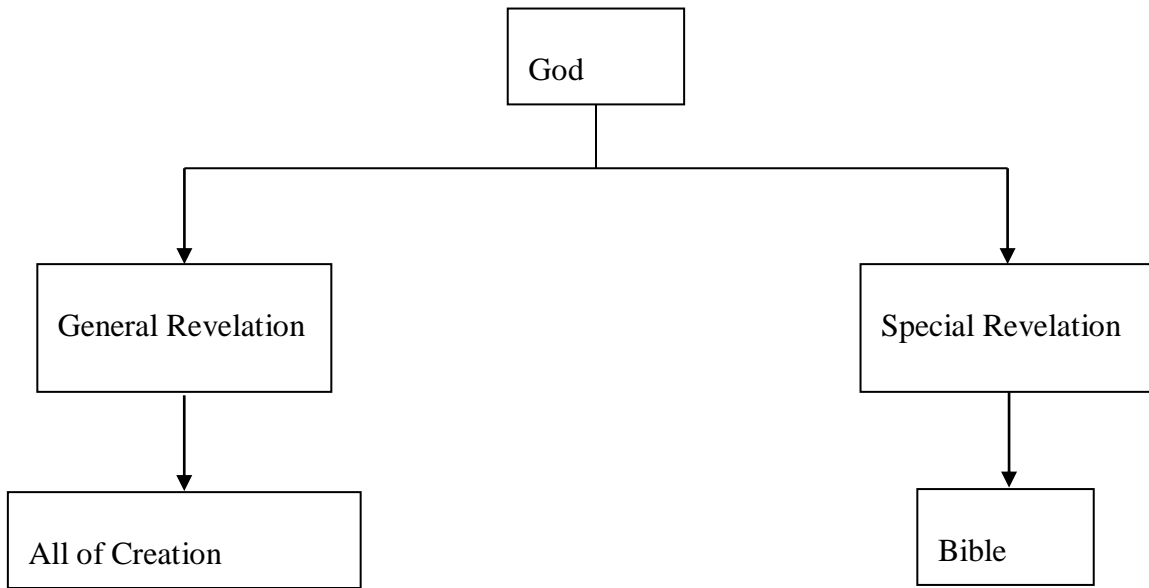 God
General Revelation
Special Revelation
All of Creation
Bible